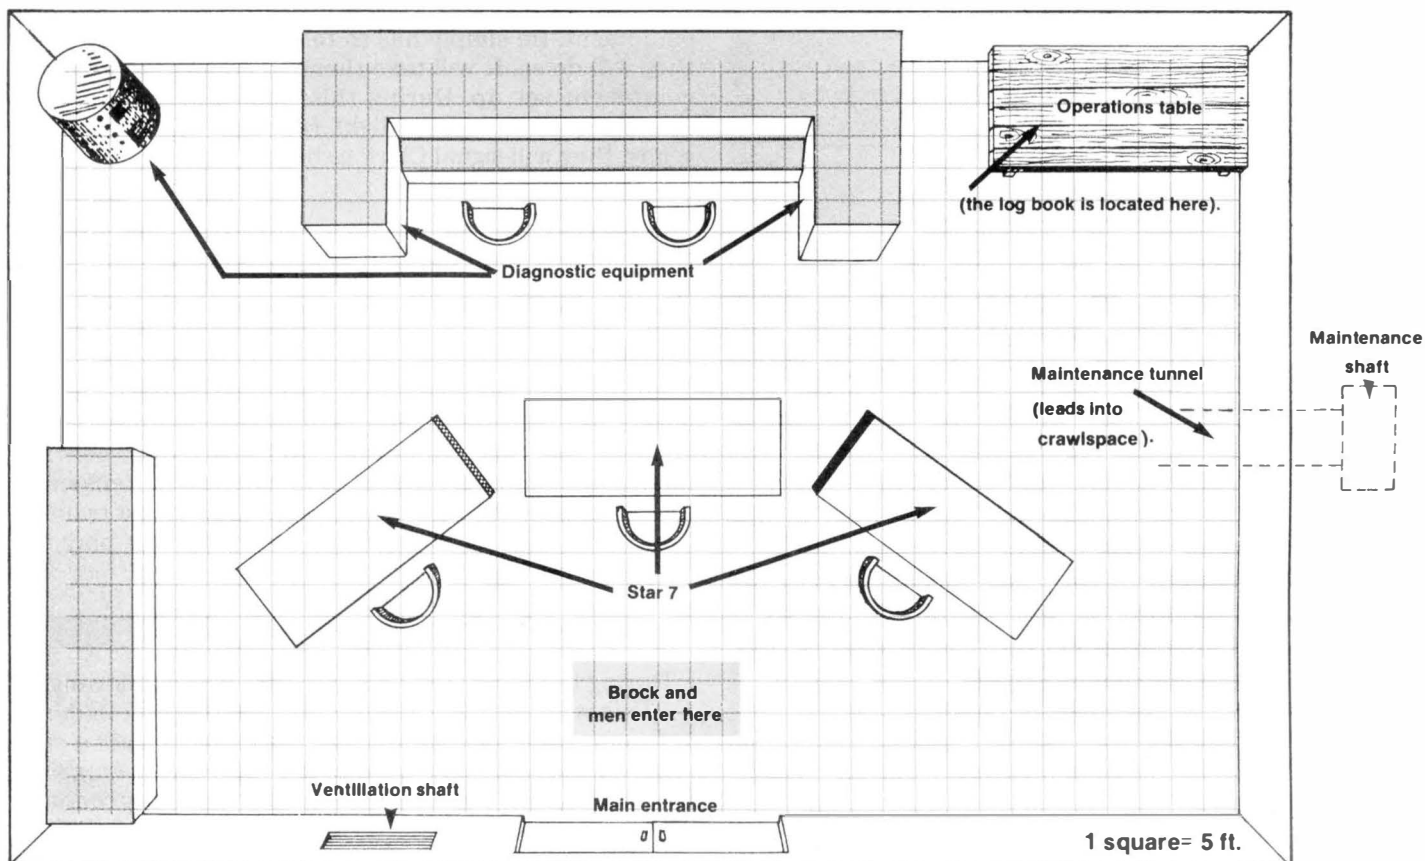 Operations table
(the log book is located here).
Diagnostic equipment
Maintenance
shaft
Maintenance tunnel
(leads into
crawlspace).
Star 7
Brock and
men enter here
Ventillation shaft
Main entrance
1 square= 5 ft.